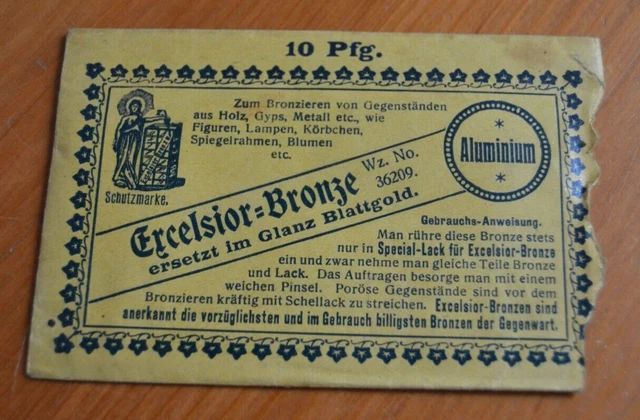 10 Pfg.
Zum Bronzieren von Gegenständen
aus Holz, Gyps, Metall etc., wie
Figuren, Lampen, Körbchen,
Spiegelrahmen, Blumen
etc.
Schutzmarke.
Aluminium
Excelsior=Bronze
Wz. No.
36209.
ersetzt im Glanz Blattgold.
Gebrauchs-Anweisung.
Man rühre diese Bronze stets
nur in Special-Lack für Excelsior-Bronze
ein und zwar nehme man gleiche Teile Bronze
und Lack. Das Auftragen besorge man mit einem
weichen Pinsel. Poröse Gegenstände sind vor dem
Bronzieren kräftig mit Schellack zu streichen. Excelsior-Bronzen sind
anerkannt die vorzüglichsten und im Gebrauch billigsten Bronzen der Gegenwart.